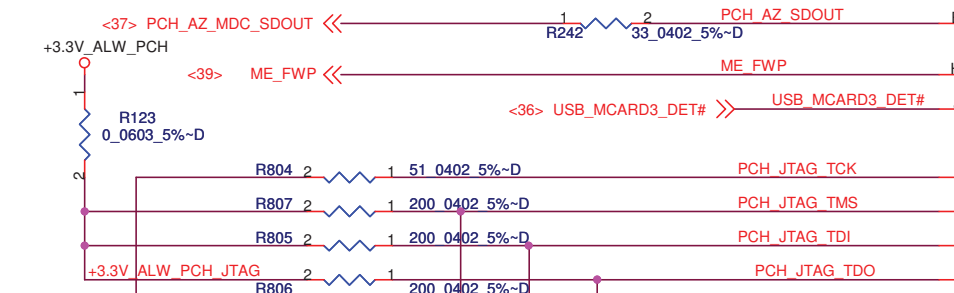 <37> PCH_AZ_MDC_SDOUT 1 R242 2 33_0402_5%~D PCH_AZ_SDOUT
+3.3V_ALW_PCH
<39> ME_FWP ME_FWP
1
<36> USB_MCARD3_DET# USB_MCARD3_DET#
R123
0_0603_5%~D
2
R804 2 1 51_0402_5%~D PCH_JTAG_TCK
R807 2 1 200_0402_5%~D PCH_JTAG_TMS
R805 2 1 200_0402_5%~D PCH_JTAG_TDI
+3.3V_ALW_PCH_JTAG 2 1 PCH_JTAG_TDO
R806 200_0402_5%~D